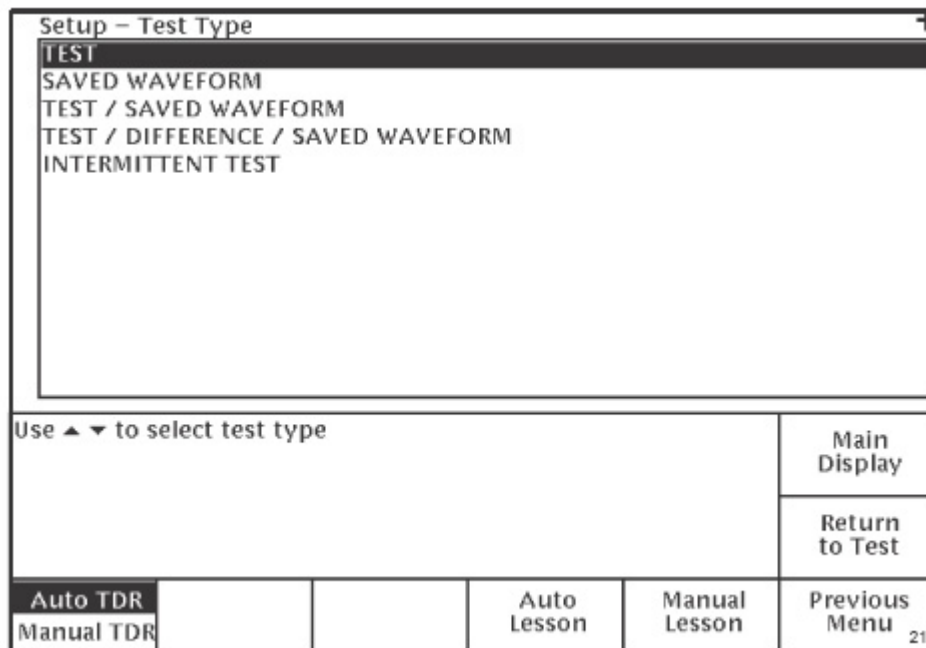 Setup – Test Type
TEST
SAVED WAVEFORM
TEST / SAVED WAVEFORM
TEST / DIFFERENCE / SAVED WAVEFORM
INTERMITTENT TEST
Use ▲ ▼ to select test type
Main
Display
Return
to Test
Auto TDR
Manual TDR
Auto
Lesson
Manual
Lesson
Previous
Menu
21